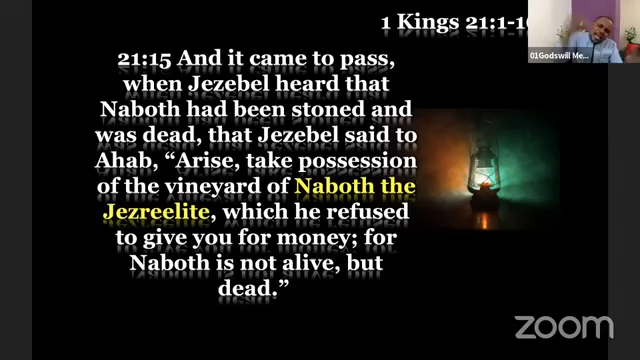 1 Kings 21:1-1
01Godswill Me...
21:15 And it came to pass,
when Jezebel heard that
Naboth had been stoned and
was dead, that Jezebel said to
Ahab, “Arise, take possession
of the vineyard of Naboth the
Jezreelite, which he refused
to give you for money; for
Naboth is not alive, but
dead.”
zoom